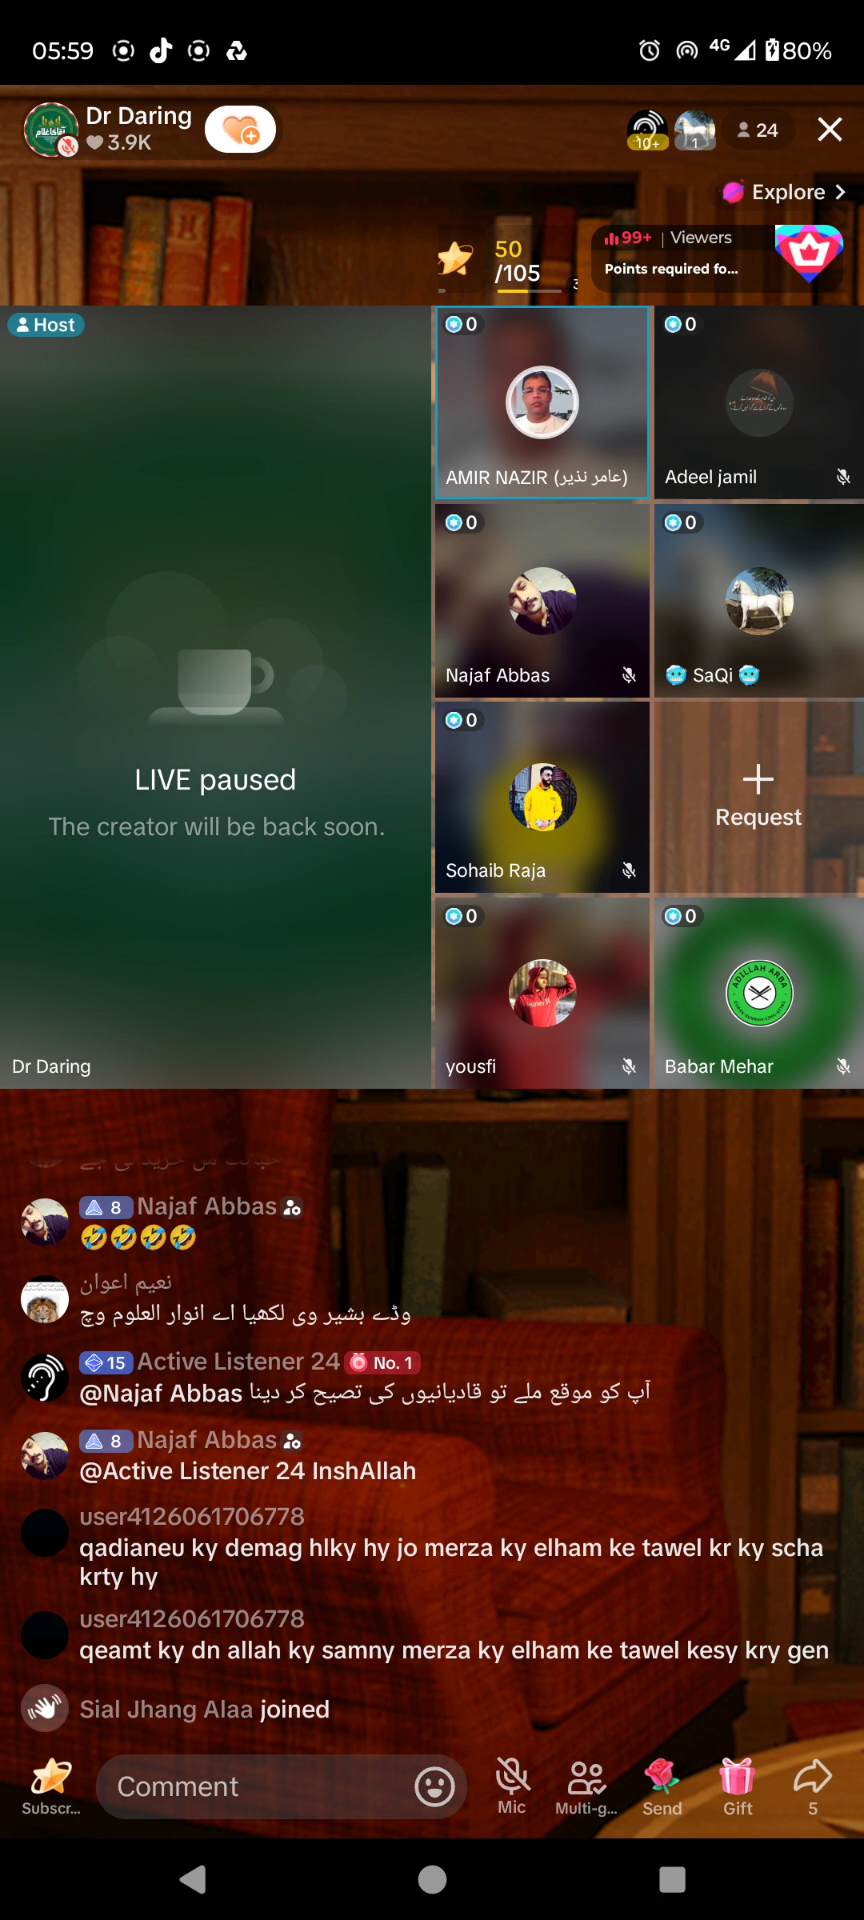 05:59
4G
80%
Dr Daring
3.9K
10+
1
24
Explore
50
/105
99+ | Viewers
Points required fo...
Host
LIVE paused
The creator will be back soon.
Dr Daring
0
AMIR NAZIR (عامر نذیر)
0
Adeel jamil
0
Najaf Abbas
0
SaQi
0
Sohaib Raja
+
Request
0
yousfi
0
ADILLAH ARBA
Babar Mehar
8 Najaf Abbas
🤣🤣🤣🤣
نعیم اعوان
وڈے بشیر وی لکھیا اے انوار العلوم وچ
15 Active Listener 24 No. 1
@Najaf Abbas آپ کو موقع ملے تو قادیانیوں کی تصیح کر دینا
8 Najaf Abbas
@Active Listener 24 InshAllah
user4126061706778
qadianeu ky demag hlky hy jo merza ky elham ke tawel kr ky scha
krty hy
user4126061706778
qeamt ky dn allah ky samny merza ky elham ke tawel kesy kry gen
Sial Jhang Alaa joined
Subscr...
Comment
Mic
Multi-g...
Send
Gift
5